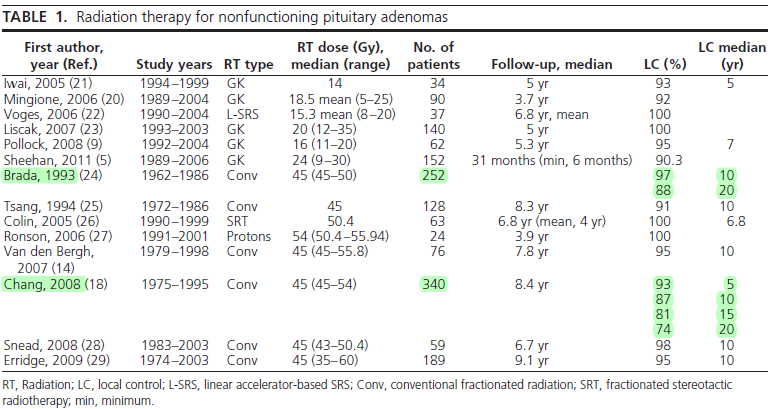 TABLE 1. Radiation therapy for nonfunctioning pituitary adenomas
First author, year (Ref.) Study years RT type RT dose (Gy), median (range) No. of patients Follow-up, median LC (%) LC median (yr)
Iwai, 2005 (21) 1994–1999 GK 14 34 5 yr 93 5
Mingione, 2006 (20) 1989–2004 GK 18.5 mean (5–25) 90 3.7 yr 92
Voges, 2006 (22) 1990–2004 L-SRS 15.3 mean (8–20) 37 6.8 yr, mean 100
Liscak, 2007 (23) 1993–2003 GK 20 (12–35) 140 5 yr 100
Pollock, 2008 (9) 1992–2004 GK 16 (11–20) 62 5.3 yr 95 7
Sheehan, 2011 (5) 1989–2006 GK 24 (9–30) 152 31 months (min, 6 months) 90.3
Brada, 1993 (24) 1962–1986 Conv 45 (45–50) 252 97 10
88 20
Tsang, 1994 (25) 1972–1986 Conv 45 128 8.3 yr 91 10
Colin, 2005 (26) 1990–1999 SRT 50.4 63 6.8 yr (mean, 4 yr) 100 6.8
Ronson, 2006 (27) 1991–2001 Protons 54 (50.4–55.94) 24 3.9 yr 100
Van den Bergh, 1979–1998 Conv 45 (45–55.8) 76 7.8 yr 95 10
2007 (14)
Chang, 2008 (18) 1975–1995 Conv 45 (45–54) 340 8.4 yr 93 5
87 10
81 15
74 20
Snead, 2008 (28) 1983–2003 Conv 45 (43–50.4) 59 6.7 yr 98 10
Erridge, 2009 (29) 1974–2003 Conv 45 (35–60) 189 9.1 yr 95 10
RT, Radiation; LC, local control; L-SRS, linear accelerator-based SRS; Conv, conventional fractionated radiation; SRT, fractionated stereotactic
radiotherapy; min, minimum.